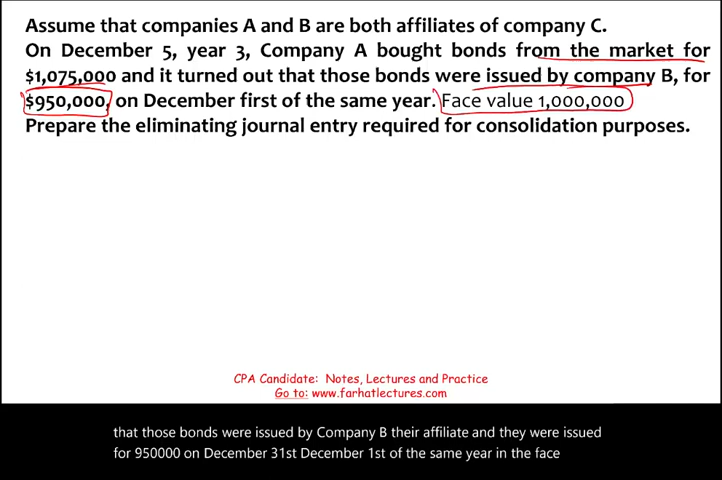 Assume that companies A and B are both affiliates of company C.
On December 5, year 3, Company A bought bonds from the market for
$1,075,000 and it turned out that those bonds were issued by company B, for
$950,000, on December first of the same year. Face value 1,000,000
Prepare the eliminating journal entry required for consolidation purposes.
CPA Candidate: Notes, Lectures and Practice
Go to: www.farhatlectures.com
that those bonds were issued by Company B their affiliate and they were issued
for 950000 on December 31st December 1st of the same year in the face